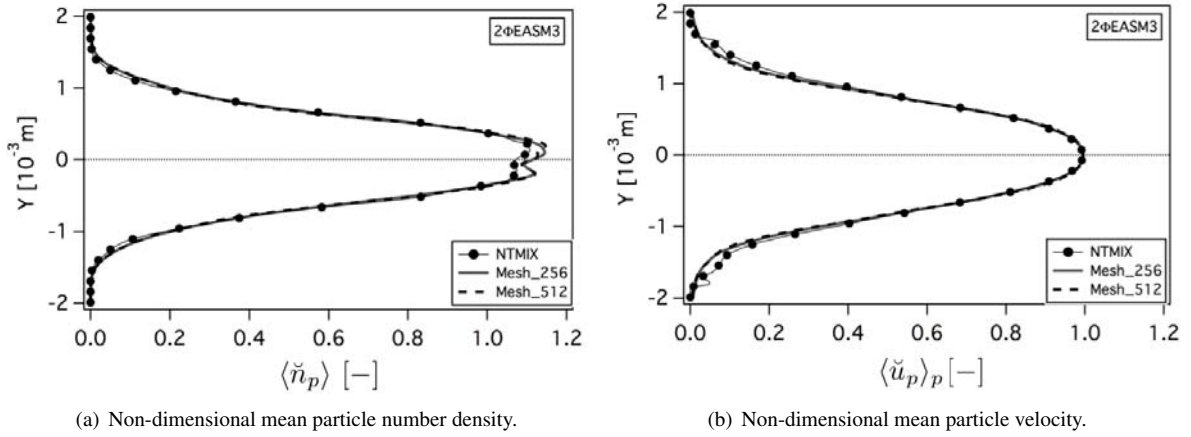 2
1
0
-1
-2
Y [10⁻³m]
2ΦEASM3
NTMIX
Mesh_256
Mesh_512
0.0 0.2 0.4 0.6 0.8 1.0 1.2
⟨n̆ₚ⟩ [−]
(a) Non-dimensional mean particle number density.
2
1
0
-1
-2
Y [10⁻³m]
2ΦEASM3
NTMIX
Mesh_256
Mesh_512
0.0 0.2 0.4 0.6 0.8 1.0 1.2
⟨ŭₚ⟩ₚ [−]
(b) Non-dimensional mean particle velocity.